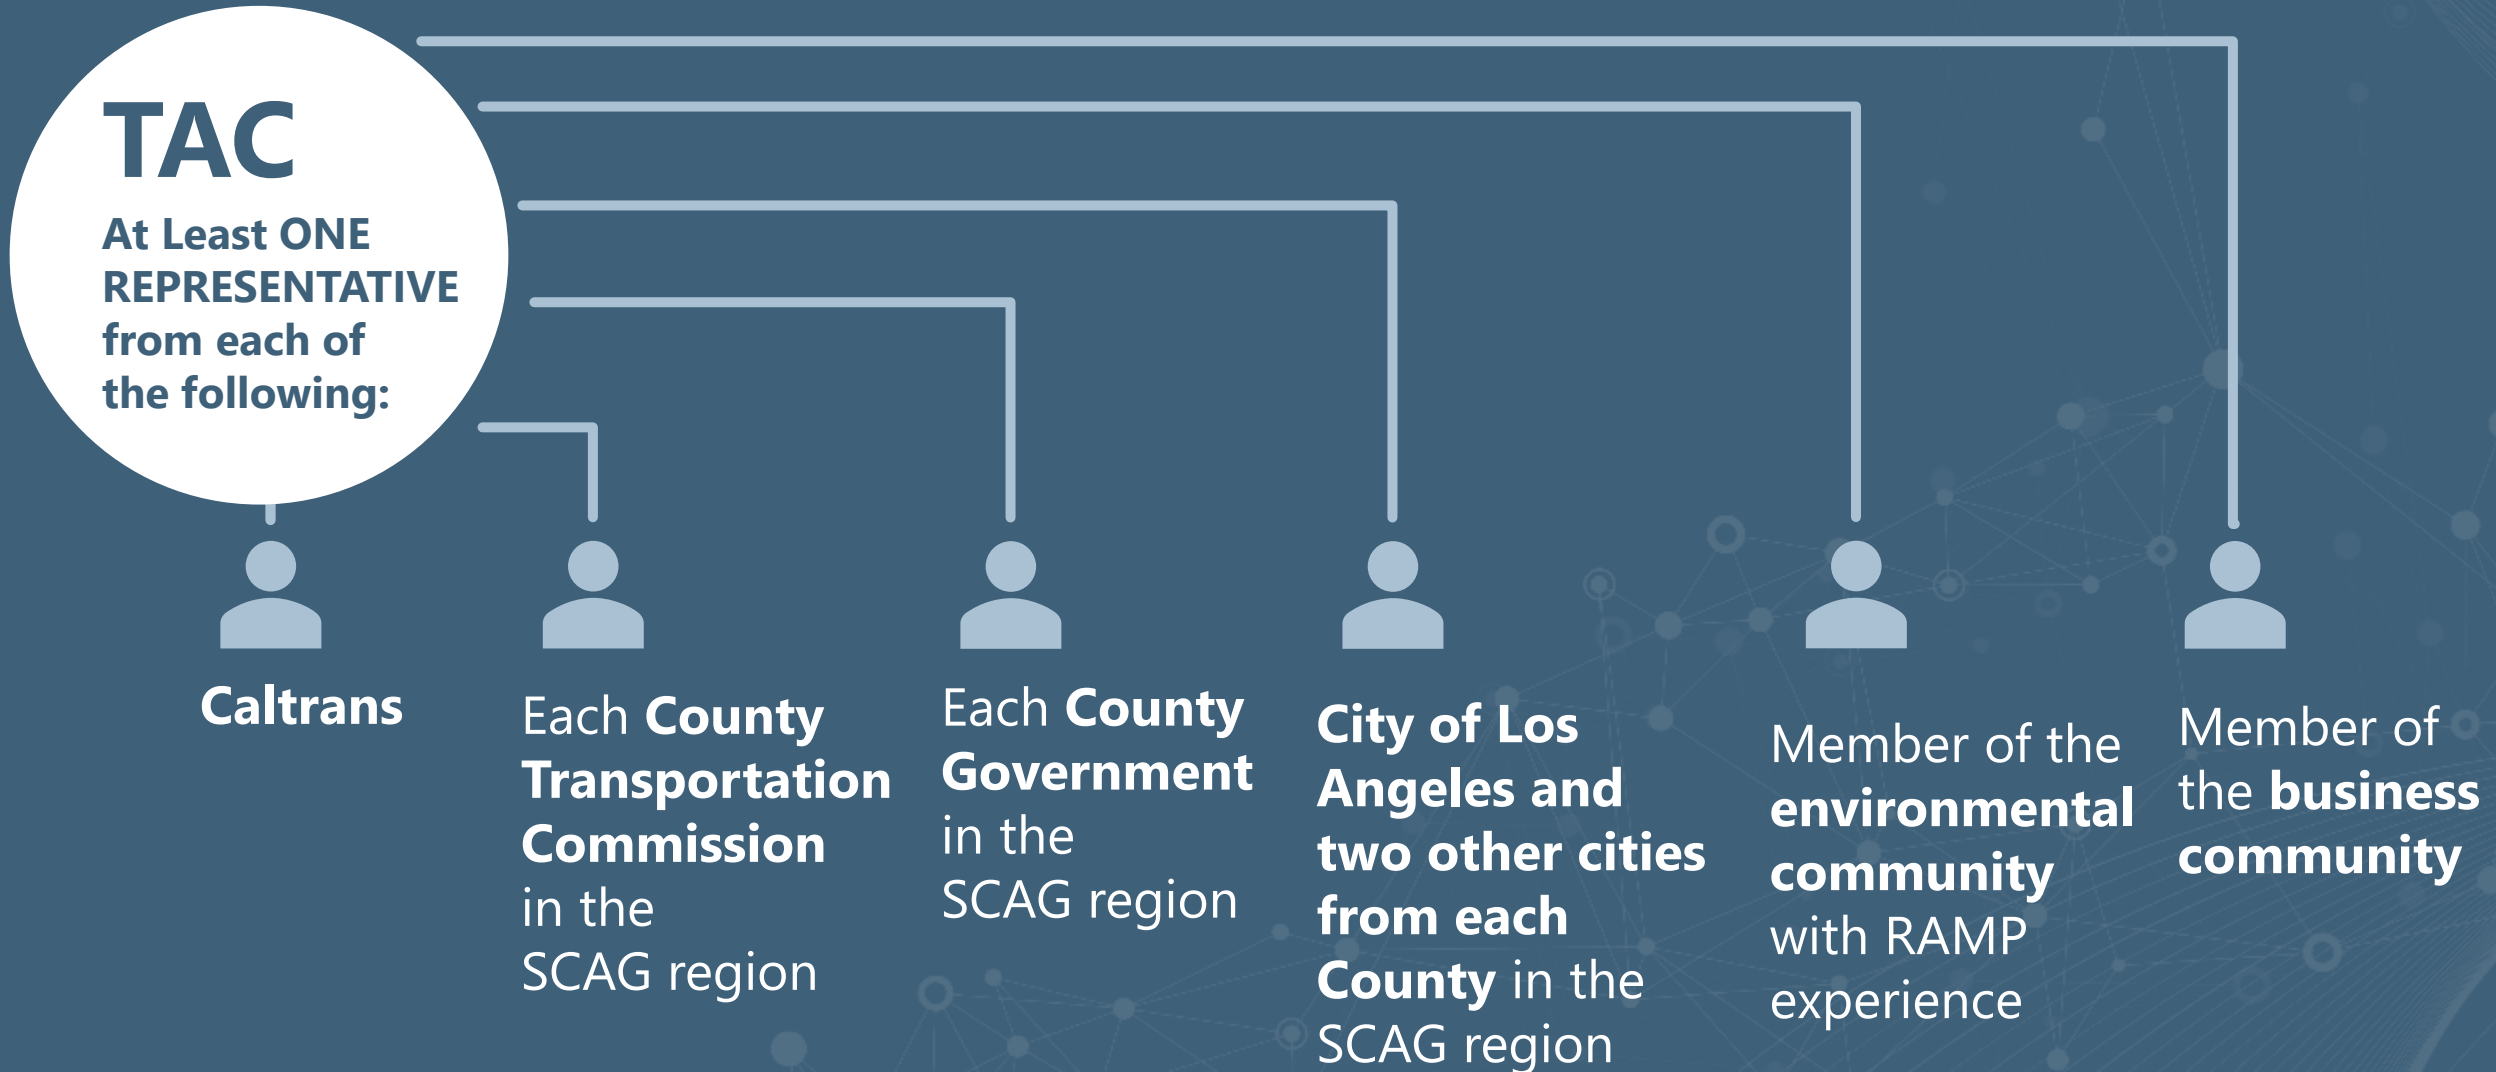 TAC
At Least ONE
REPRESENTATIVE
from each of
the following:
Caltrans
Each County
Transportation
Commission
in the
SCAG region
Each County
Government
in the
SCAG region
City of Los
Angeles and
two other cities
from each
County in the
SCAG region
Member of the
environmental
community
with RAMP
experience
Member of
the business
community